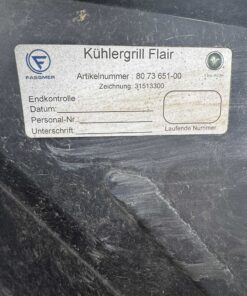 FASSMER
Kühlergrill Flair
Artikelnummer : 80 73 651-00
Zeichnung: 31513300
Endkontrolle
Datum:
Personal-Nr.:
Unterschrift:
Laufende Nummer